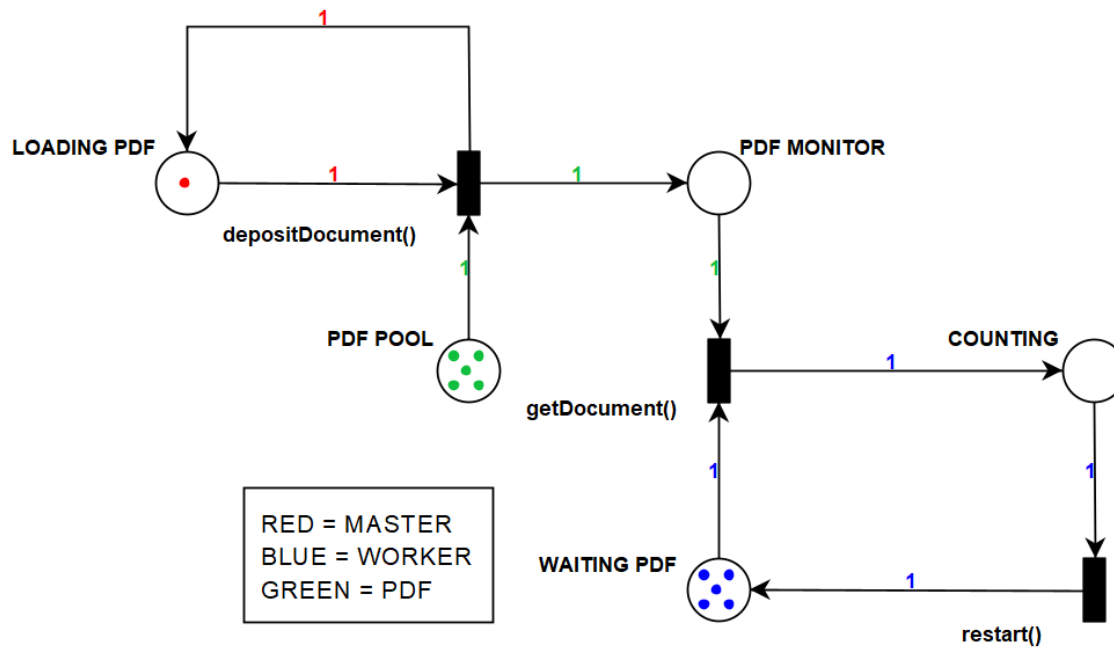 1
LOADING PDF
1
1
PDF MONITOR
depositDocument()
1
1
PDF POOL
COUNTING
1
getDocument()
1
1
RED = MASTER
BLUE = WORKER
GREEN = PDF
WAITING PDF
1
restart()